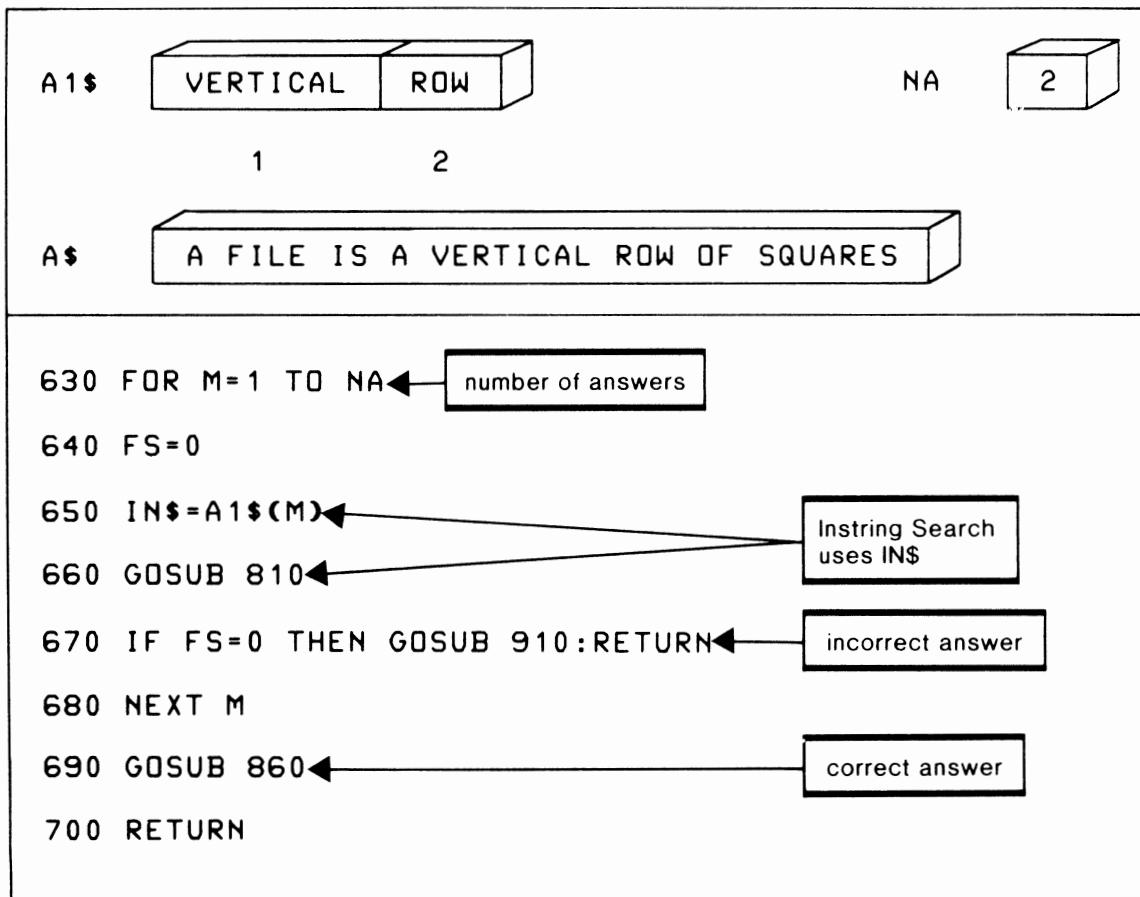 A1$ VERTICAL ROW NA 2
1 2
A$ A FILE IS A VERTICAL ROW OF SQUARES
630 FOR M=1 TO NA number of answers
640 FS=0
650 IN$=A1$(M)
Instring Search
uses IN$
660 GOSUB 810
670 IF FS=0 THEN GOSUB 910:RETURN incorrect answer
680 NEXT M
690 GOSUB 860 correct answer
700 RETURN